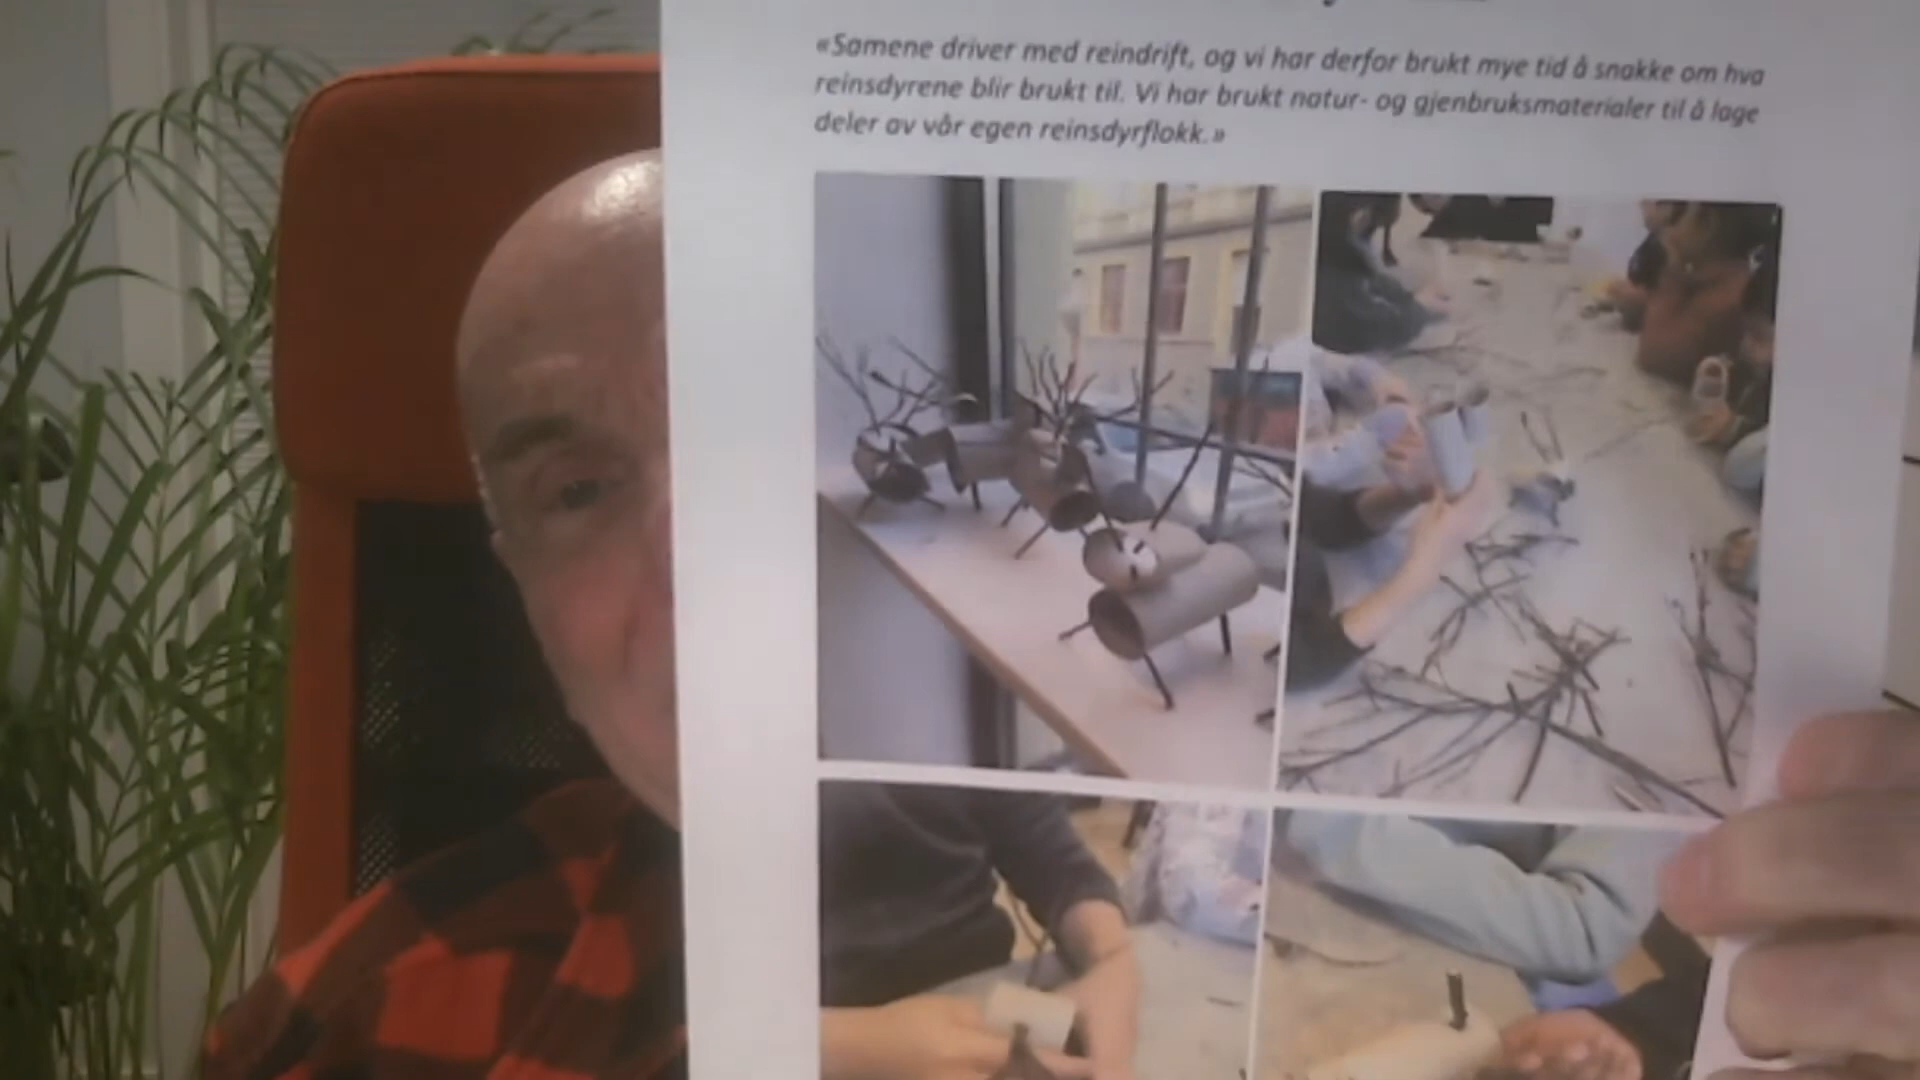 «Samene driver med reindrift, og vi har derfor brukt mye tid å snakke om hva
reinsdyrene blir brukt til. Vi har brukt natur- og gjenbruksmaterialer til å lage
deler av vår egen reinsdyrflokk.»